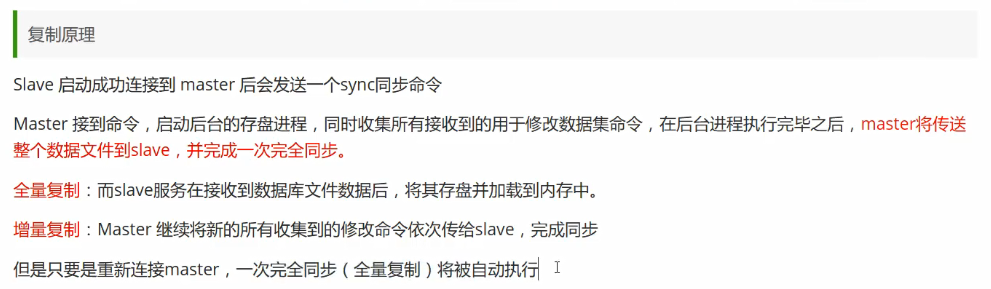 复制原理
Slave 启动成功连接到 master 后会发送一个sync同步命令
Master 接到命令，启动后台的存盘进程，同时收集所有接收到的用于修改数据集命令，在后台进程执行完毕之后，master将传送
整个数据文件到slave，并完成一次完全同步。
全量复制：而slave服务在接收到数据库文件数据后，将其存盘并加载到内存中。
增量复制：Master 继续将新的所有收集到的修改命令依次传给slave，完成同步
但是只要是重新连接master，一次完全同步（全量复制）将被自动执行